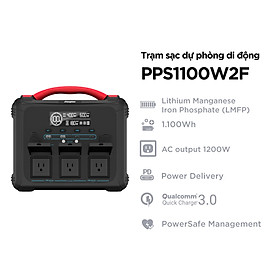 Trạm sạc dự phòng di động
PPS1100W2F
Lithium Manganese
Iron Phosphate (LMFP)
1.100Wh
AC output 1200W
PD
Power Delivery
Qualcomm
Quick Charge 3.0
PowerSafe Management